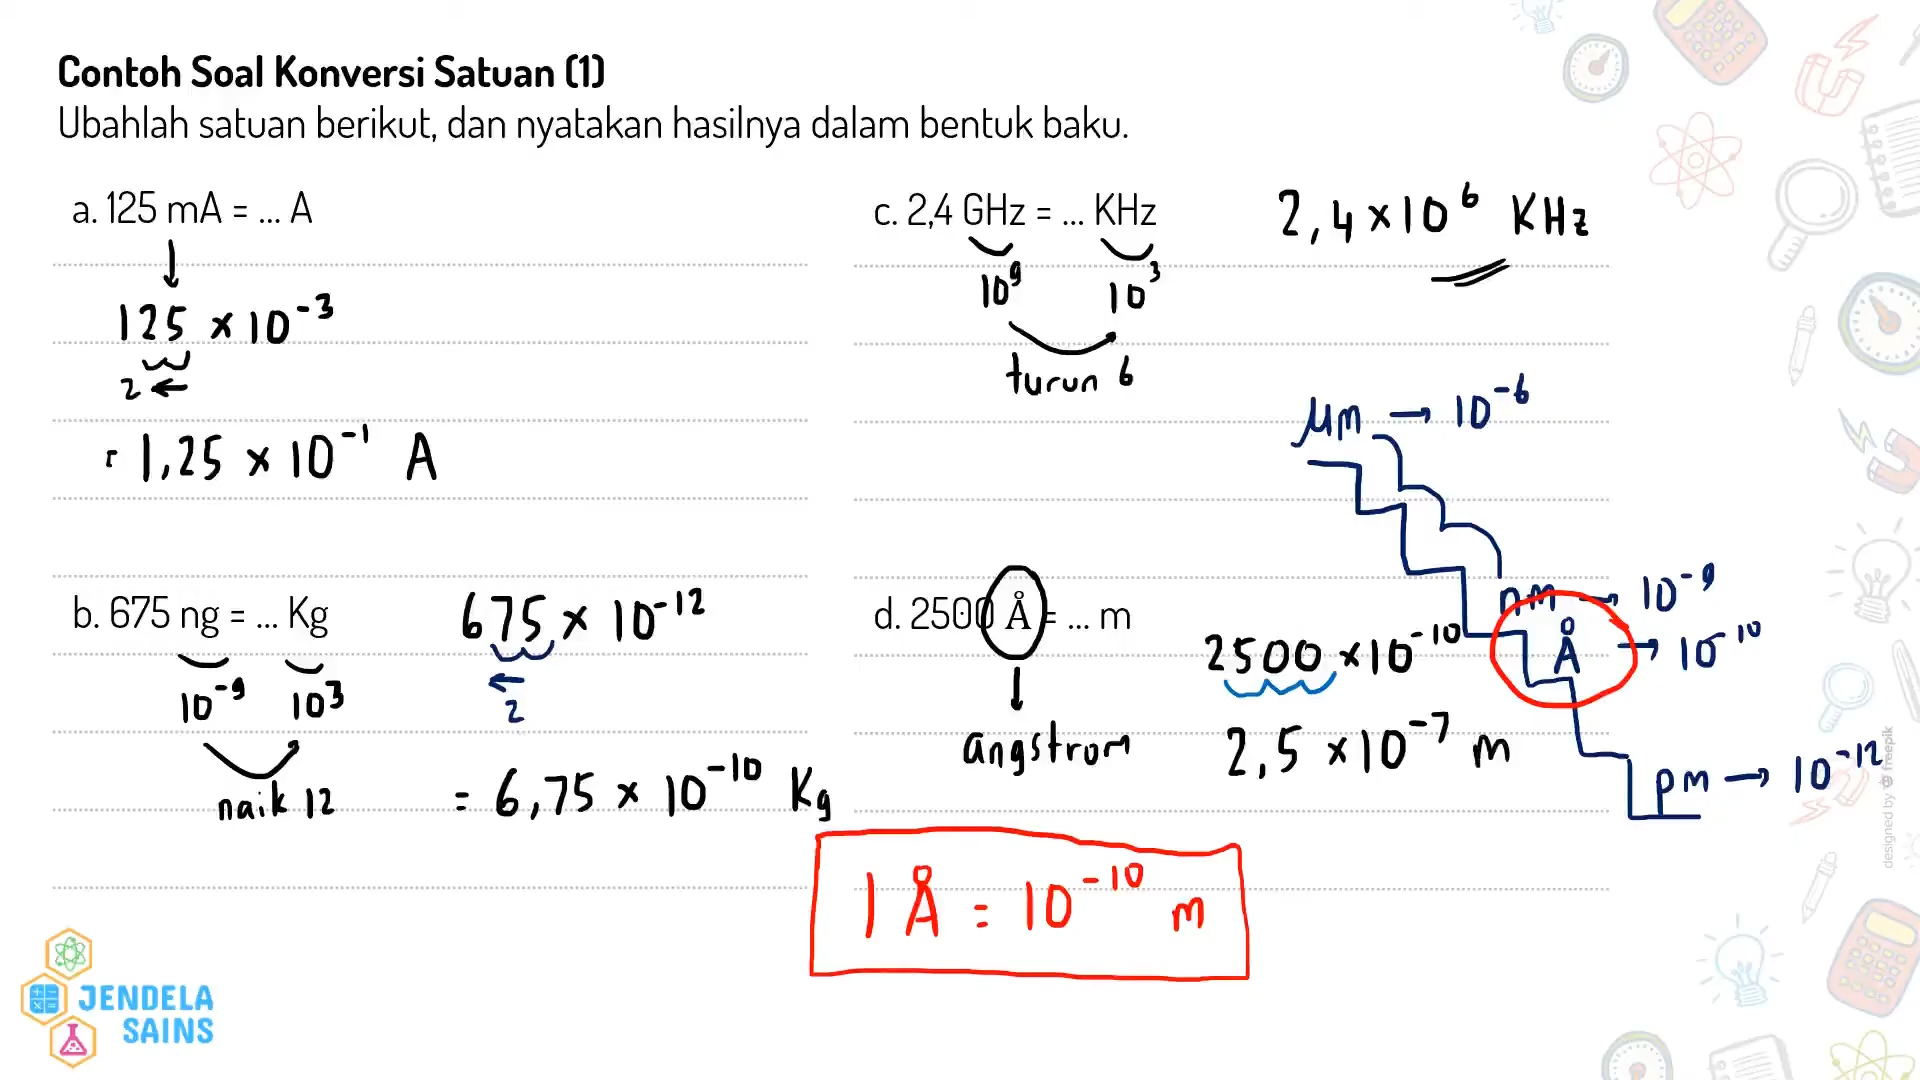 Contoh Soal Konversi Satuan (1)
Ubahlah satuan berikut, dan nyatakan hasilnya dalam bentuk baku.
a. 125 mA = ... A
125 × 10⁻³
2 ←
= 1,25 × 10⁻¹ A
b. 675 ng = ... Kg
10⁻⁹ 10³
naik 12
675 × 10⁻¹²
2
= 6,75 × 10⁻¹⁰ Kg
c. 2,4 GHz = ... KHz
10⁹ 10³
turun 6
2,4 × 10⁶ KHz
d. 2500 Å = ... m
angstrom
2500 × 10⁻¹⁰
2,5 × 10⁻⁷ m
μm → 10⁻⁶
nm → 10⁻⁹
Å → 10⁻¹⁰
pm → 10⁻¹²
1 Å = 10⁻¹⁰ m
JENDELA
SAINS
designed by freepik